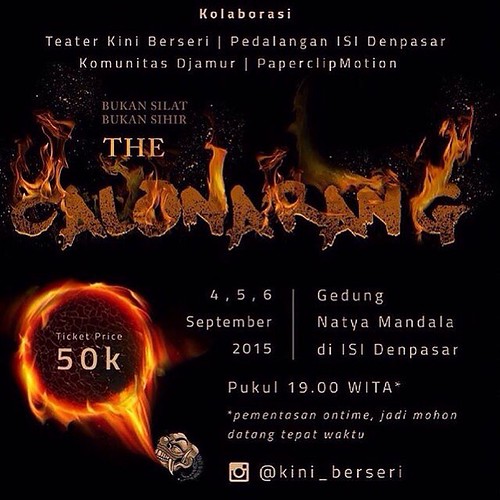 Kolaborasi
Teater Kini Berseri | Pedalangan ISI Denpasar
Komunitas Djamur | PaperclipMotion
BUKAN SILAT
BUKAN SIHIR
THE
CALONARANG
Ticket Price
50k
4, 5, 6
September
2015
Gedung
Natya Mandala
di ISI Denpasar
Pukul 19.00 WITA*
*pementasan ontime, jadi mohon
datang tepat waktu
@kini_berseri